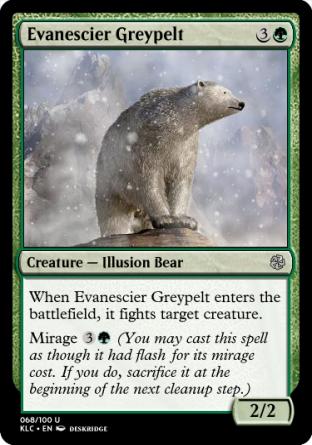 Evanescier Greypelt 3
Creature — Illusion Bear
When Evanescier Greypelt enters the
battlefield, it fights target creature.
Mirage 3 (You may cast this spell
as though it had flash for its mirage
cost. If you do, sacrifice it at the
beginning of the next cleanup step.)
2/2
068/100 U
KLC • EN DESKRIDGE